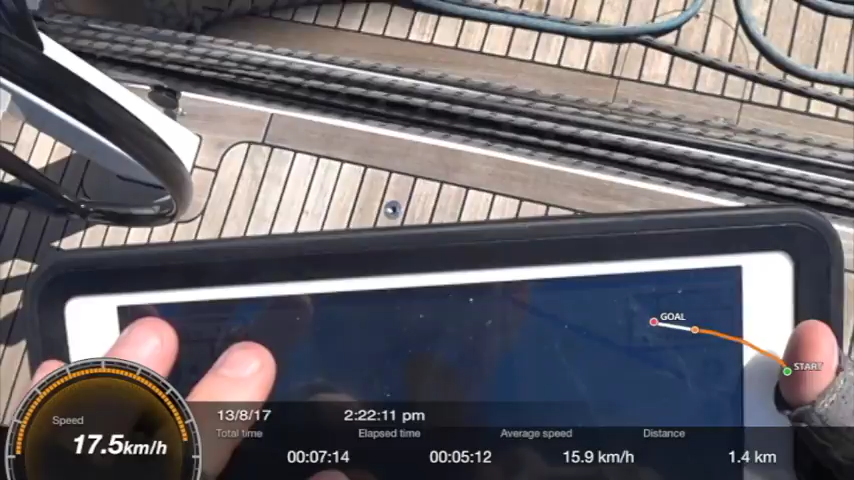 GOAL
START
Speed
17.5km/h
13/8/17 2:22:11 pm
Total time Elapsed time Average speed Distance
00:07:14 00:05:12 15.9 km/h 1.4 km